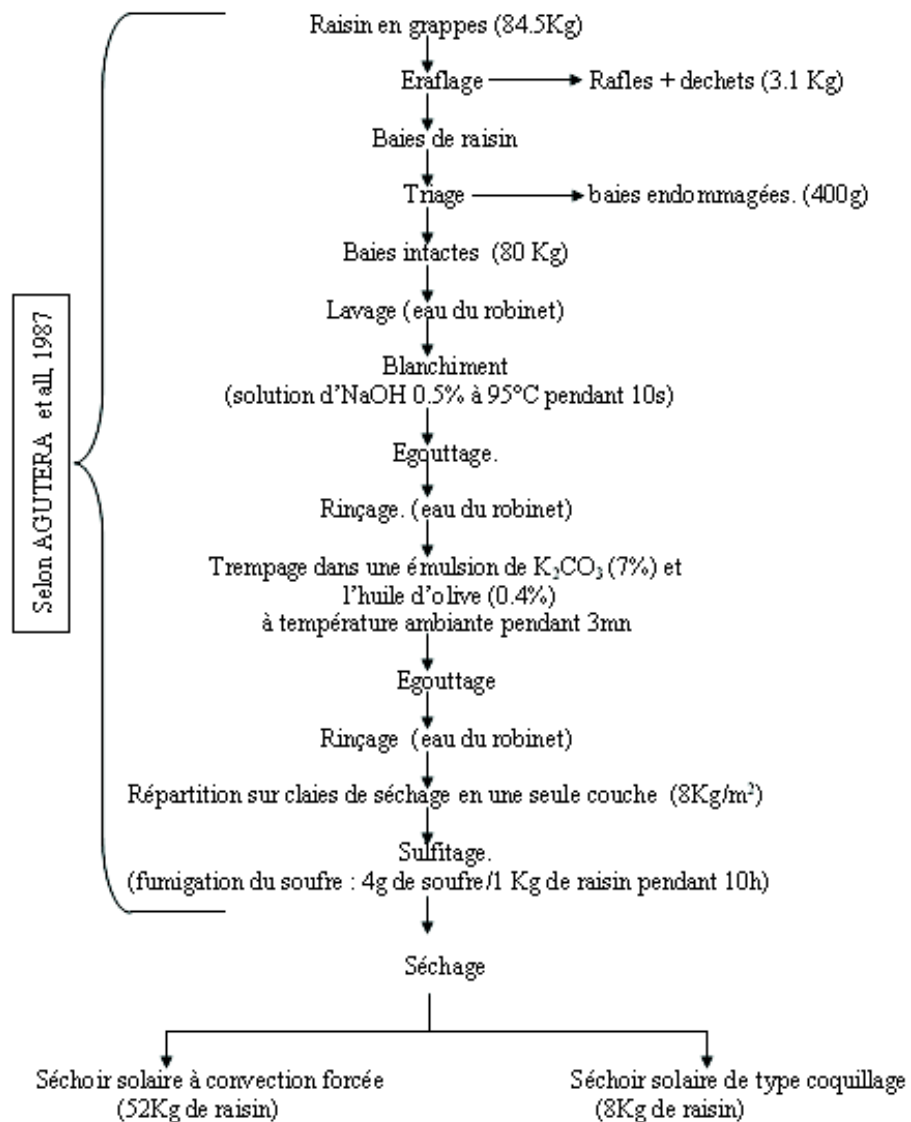 Raisin en grappes (84.5Kg)
Eraflage
Rafles + dechets (3.1 Kg)
Baies de raisin
Triage
baies endommagées. (400g)
Baies intactes (80 Kg)
Lavage (eau du robinet)
Blanchiment
(solution d'NaOH 0.5% à 95°C pendant 10s)
Egouttage.
Rinçage. (eau du robinet)
Trempage dans une émulsion de K₂CO₃ (7%) et
l'huile d'olive (0.4%)
à température ambiante pendant 3mn
Egouttage
Rinçage (eau du robinet)
Répartition sur claies de séchage en une seule couche (8Kg/m²)
Sulfitage.
(fumigation du soufre : 4g de soufre/1 Kg de raisin pendant 10h)
Selon AGUTERA et all, 1987
Séchage
Séchoir solaire à convection forcée
(52Kg de raisin)
Séchoir solaire de type coquillage
(8Kg de raisin)